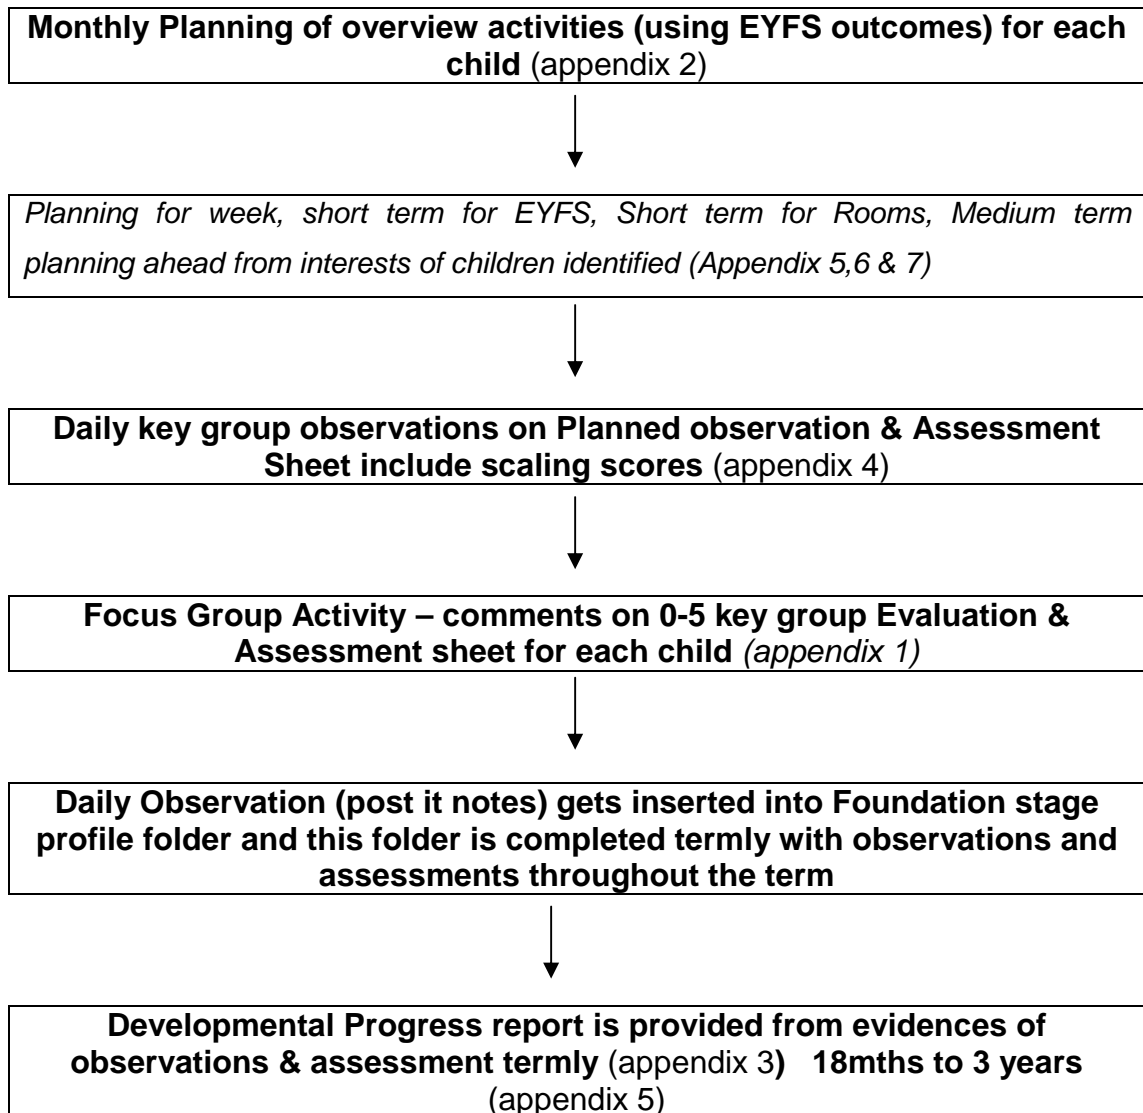 Monthly Planning of overview activities (using EYFS outcomes) for each
child (appendix 2)
Planning for week, short term for EYFS, Short term for Rooms, Medium term
planning ahead from interests of children identified (Appendix 5,6 & 7)
Daily key group observations on Planned observation & Assessment
Sheet include scaling scores (appendix 4)
Focus Group Activity – comments on 0-5 key group Evaluation &
Assessment sheet for each child (appendix 1)
Daily Observation (post it notes) gets inserted into Foundation stage
profile folder and this folder is completed termly with observations and
assessments throughout the term
Developmental Progress report is provided from evidences of
observations & assessment termly (appendix 3) 18mths to 3 years
(appendix 5)